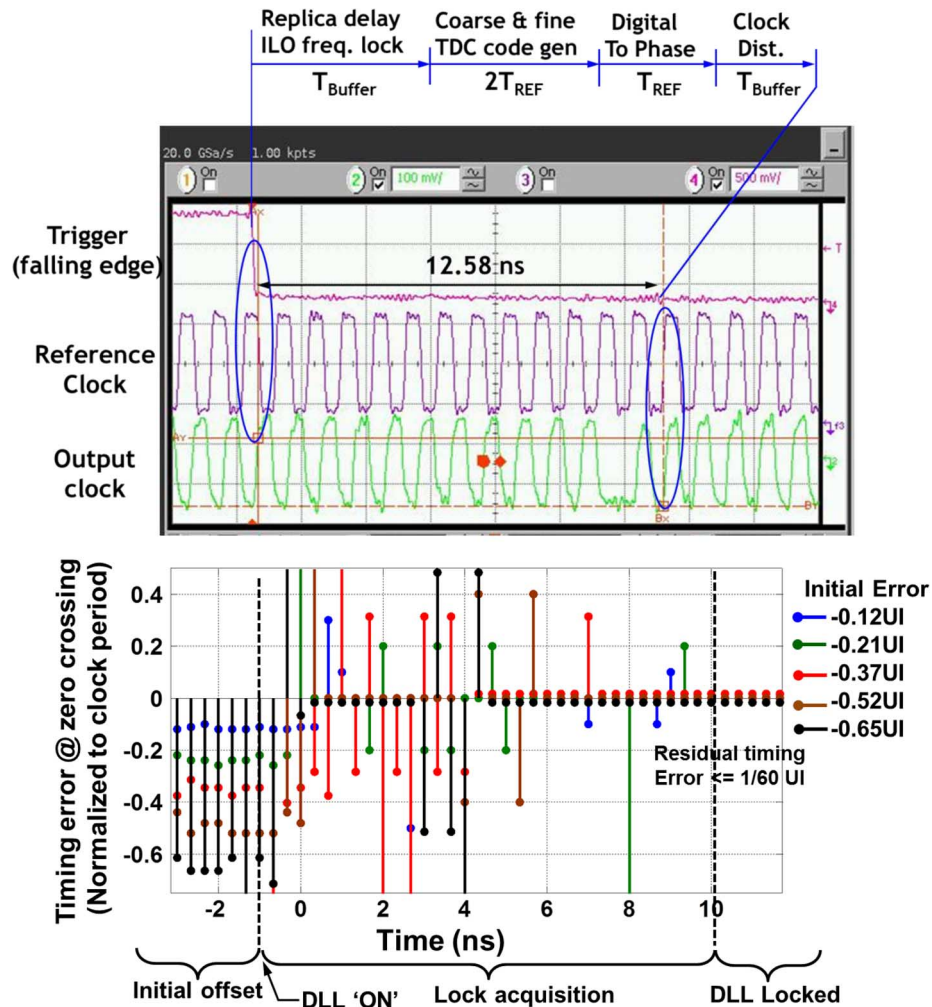 Replica delay
ILO freq. lock
Coarse & fine
TDC code gen
Digital
To Phase
Clock
Dist.
TBuffer
2TREF
TREF
TBuffer
20.0 GSa/s 1.00 kpts
1 On
2 On 100 mV/
3 On
4 On 500 mV/
Ax
Trigger
(falling edge)
T
12.58 ns
Reference
Clock
AY
Output
clock
BY
Bx
Timing error @ zero crossing
(Normalized to clock period)
0.4
0.2
0
-0.2
-0.4
-0.6
Initial Error
-0.12UI
-0.21UI
-0.37UI
-0.52UI
-0.65UI
Residual timing
Error <= 1/60 UI
-2 0 2 4 6 8 10
Time (ns)
Initial offset
DLL ‘ON’
Lock acquisition
DLL Locked